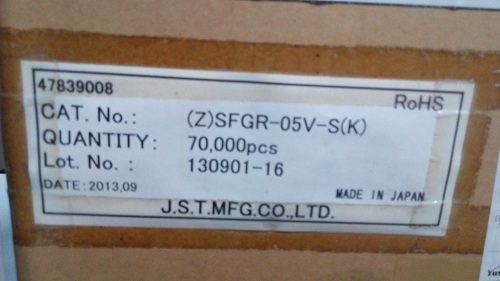 47839008
RoHS
CAT. No.: (Z)SFGR-05V-S(K)
QUANTITY: 70,000pcs
Lot. No. : 130901-16
DATE: 2013,09
MADE IN JAPAN
J.S.T.MFG.CO.,LTD.